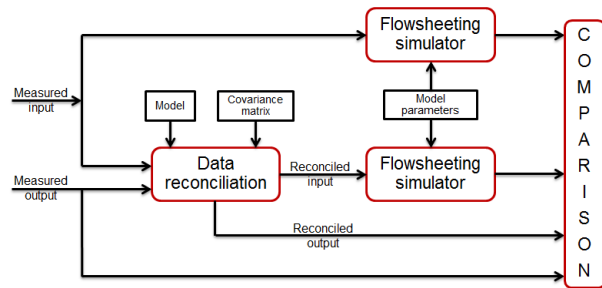 Flowsheeting
simulator
Measured
input
Model
Covariance
matrix
Model
parameters
Data
reconciliation
Reconciled
input
Flowsheeting
simulator
Measured
output
Reconciled
output
C
O
M
P
A
R
I
S
O
N